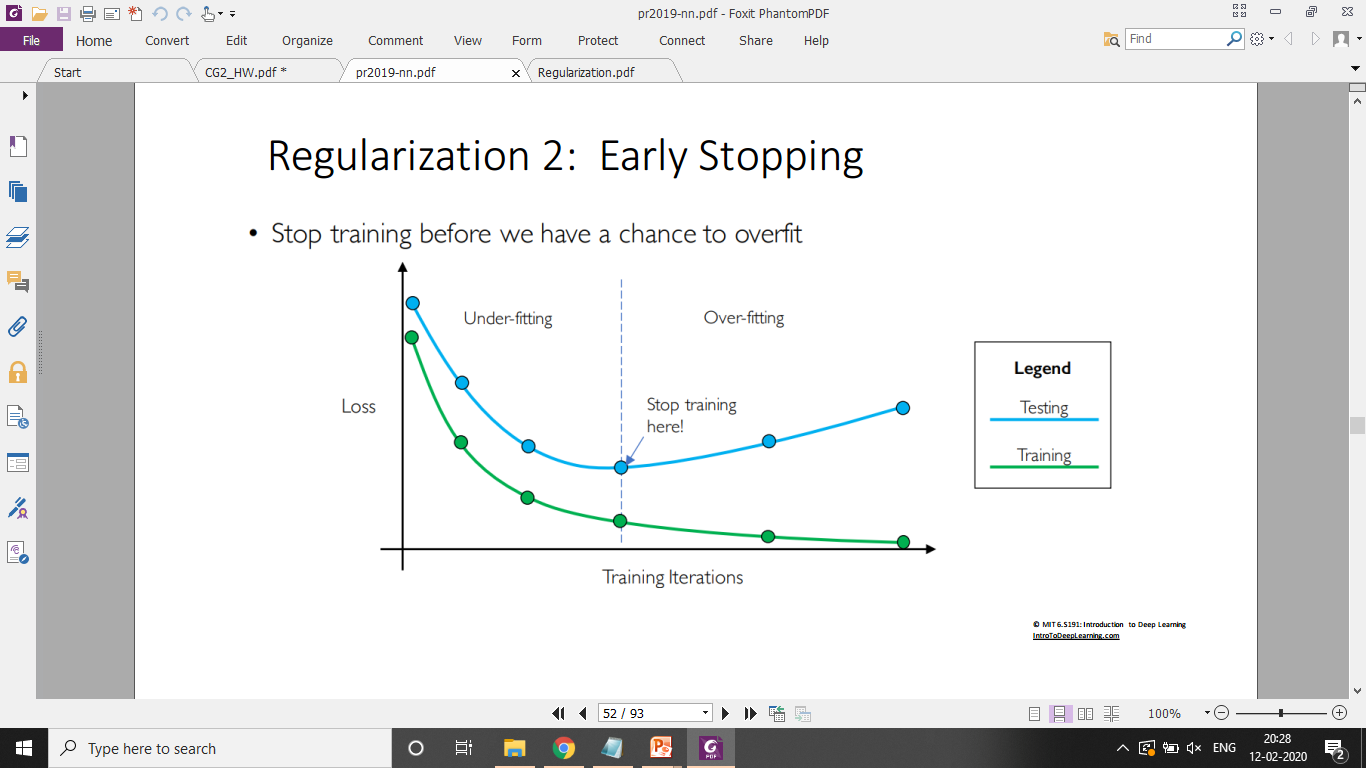 pr2019-nn.pdf - Foxit PhantomPDF
File Home Convert Edit Organize Comment View Form Protect Connect Share Help Find
Start CG2_HW.pdf * pr2019-nn.pdf Regularization.pdf
Regularization 2: Early Stopping
• Stop training before we have a chance to overfit
Under-fitting
Over-fitting
Loss
Stop training
here!
Training Iterations
Legend
Testing
Training
© MIT 6.S191: Introduction to Deep Learning
IntroToDeepLearning.com
52 / 93
100%
Type here to search
ENG
20:28
12-02-2020
2
PDF